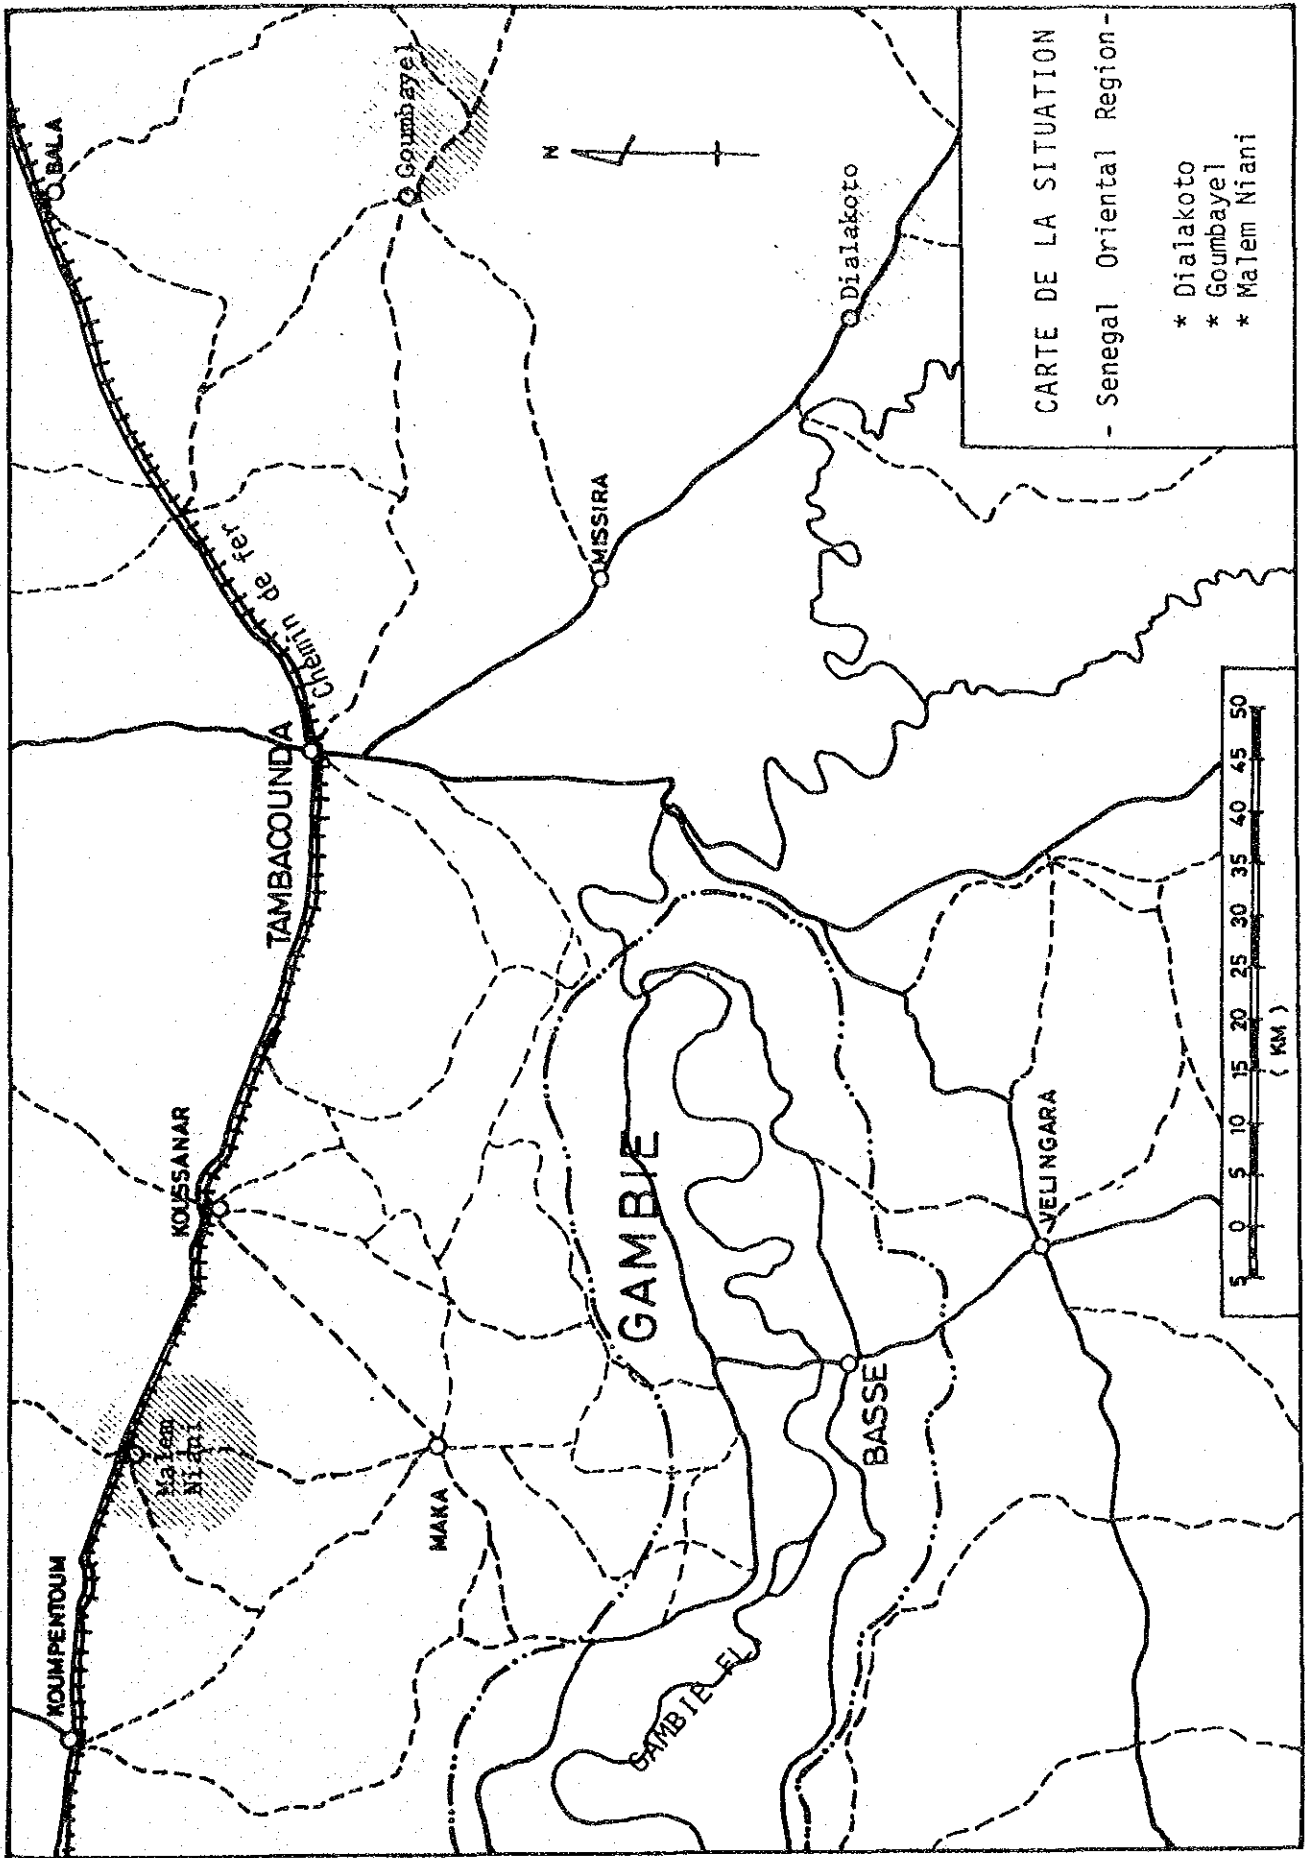 KOUMPENTOUM
Malem
Niani
KOUSSANAR
TAMBACOUNDA
Chemin de fer
BALA
Goumbayel
N
MAKA
MISSIRA
Dialakoto
GAMBIE
GAMBIE FL
BASSE
VELINGARA
5 0 5 10 15 20 25 30 35 40 45 50
( KM )
CARTE DE LA SITUATION
- Senegal Oriental Region-
* Dialakoto
* Goumbayel
* Malem Niani